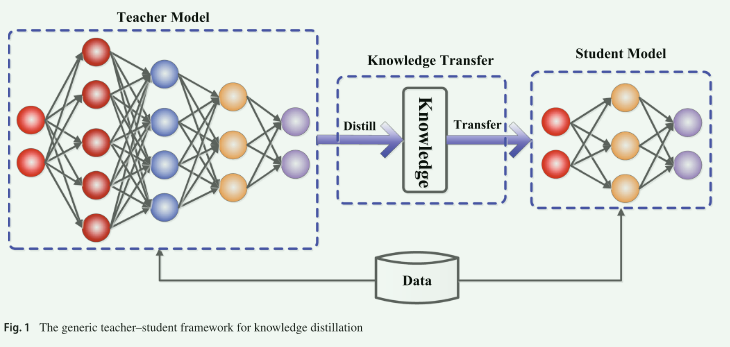 Teacher Model
Knowledge Transfer
Student Model
Distill
Knowledge
Transfer
Data
Fig. 1 The generic teacher–student framework for knowledge distillation